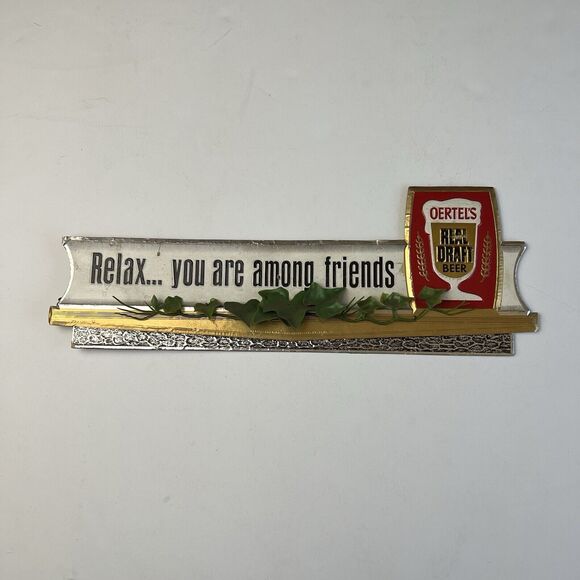 Relax... you are among friends
OERTEL'S
REAL
DRAFT
BEER